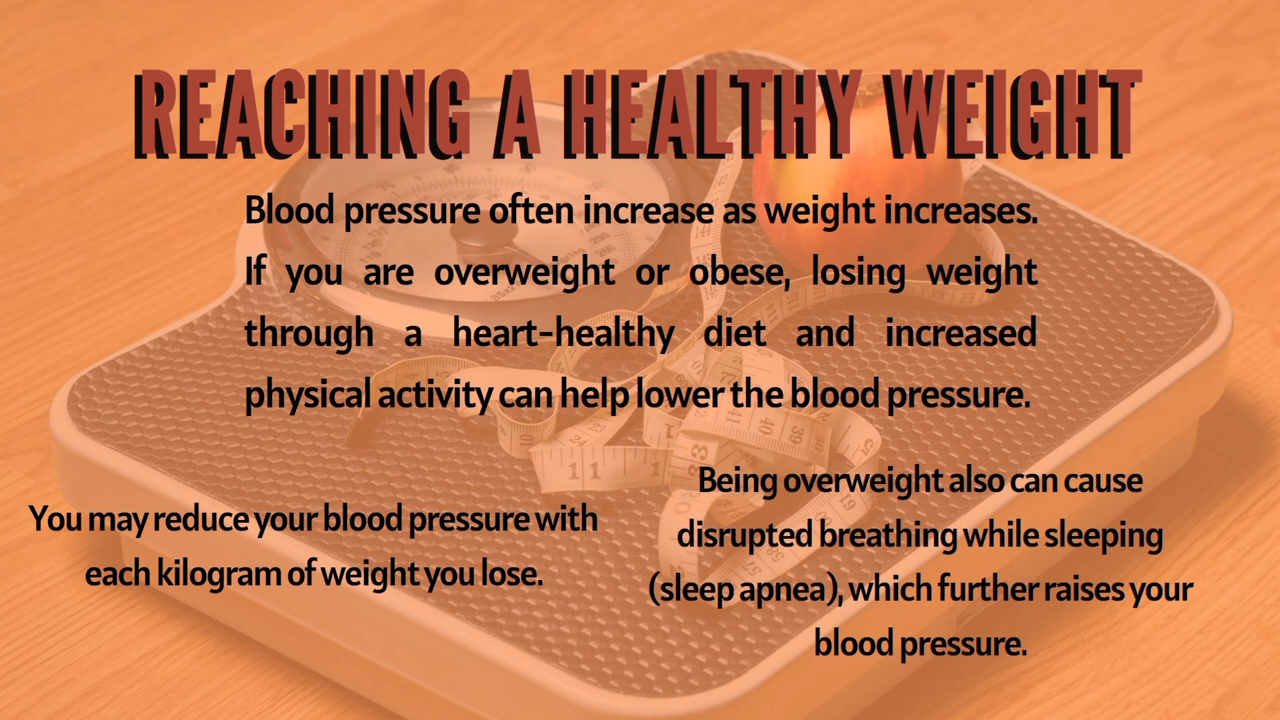 REACHING A HEALTHY WEIGHT
Blood pressure often increase as weight increases.
If you are overweight or obese, losing weight
through a heart-healthy diet and increased
physical activity can help lower the blood pressure.
You may reduce your blood pressure with
each kilogram of weight you lose.
Being overweight also can cause
disrupted breathing while sleeping
(sleep apnea), which further raises your
blood pressure.